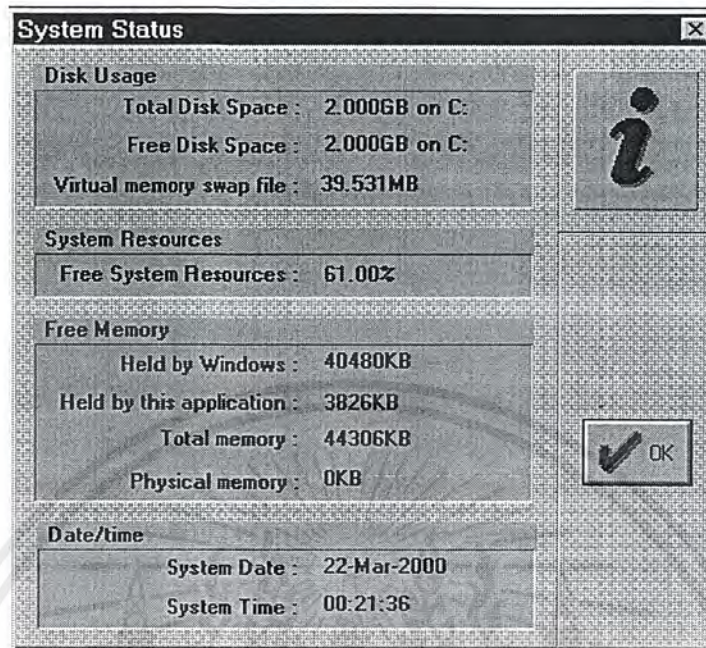 System Status
Disk Usage
Total Disk Space : 2.000GB on C:
Free Disk Space : 2.000GB on C:
Virtual memory swap file : 39.531MB
System Resources
Free System Resources : 61.00%
Free Memory
Held by Windows : 40480KB
Held by this application : 3826KB
Total memory : 44306KB
Physical memory : 0KB
OK
Date/time
System Date : 22-Mar-2000
System Time : 00:21:36